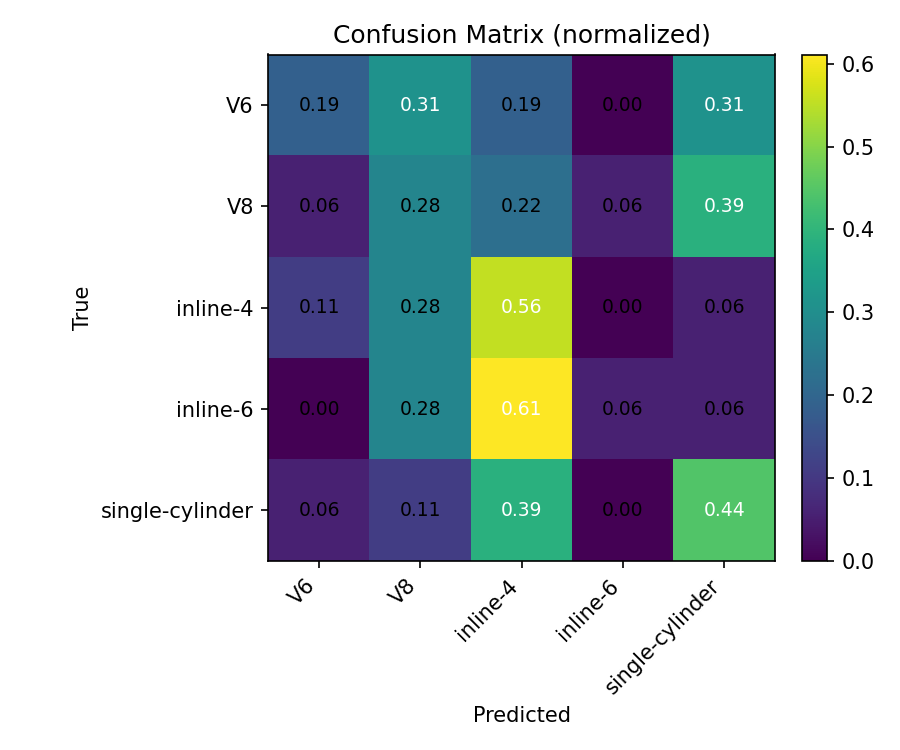 Confusion Matrix (normalized)
V6 0.19 0.31 0.19 0.00 0.31
V8 0.06 0.28 0.22 0.06 0.39
inline-4 0.11 0.28 0.56 0.00 0.06
inline-6 0.00 0.28 0.61 0.06 0.06
single-cylinder 0.06 0.11 0.39 0.00 0.44
True
V6 V8 inline-4 inline-6 single-cylinder
Predicted
0.6
0.5
0.4
0.3
0.2
0.1
0.0